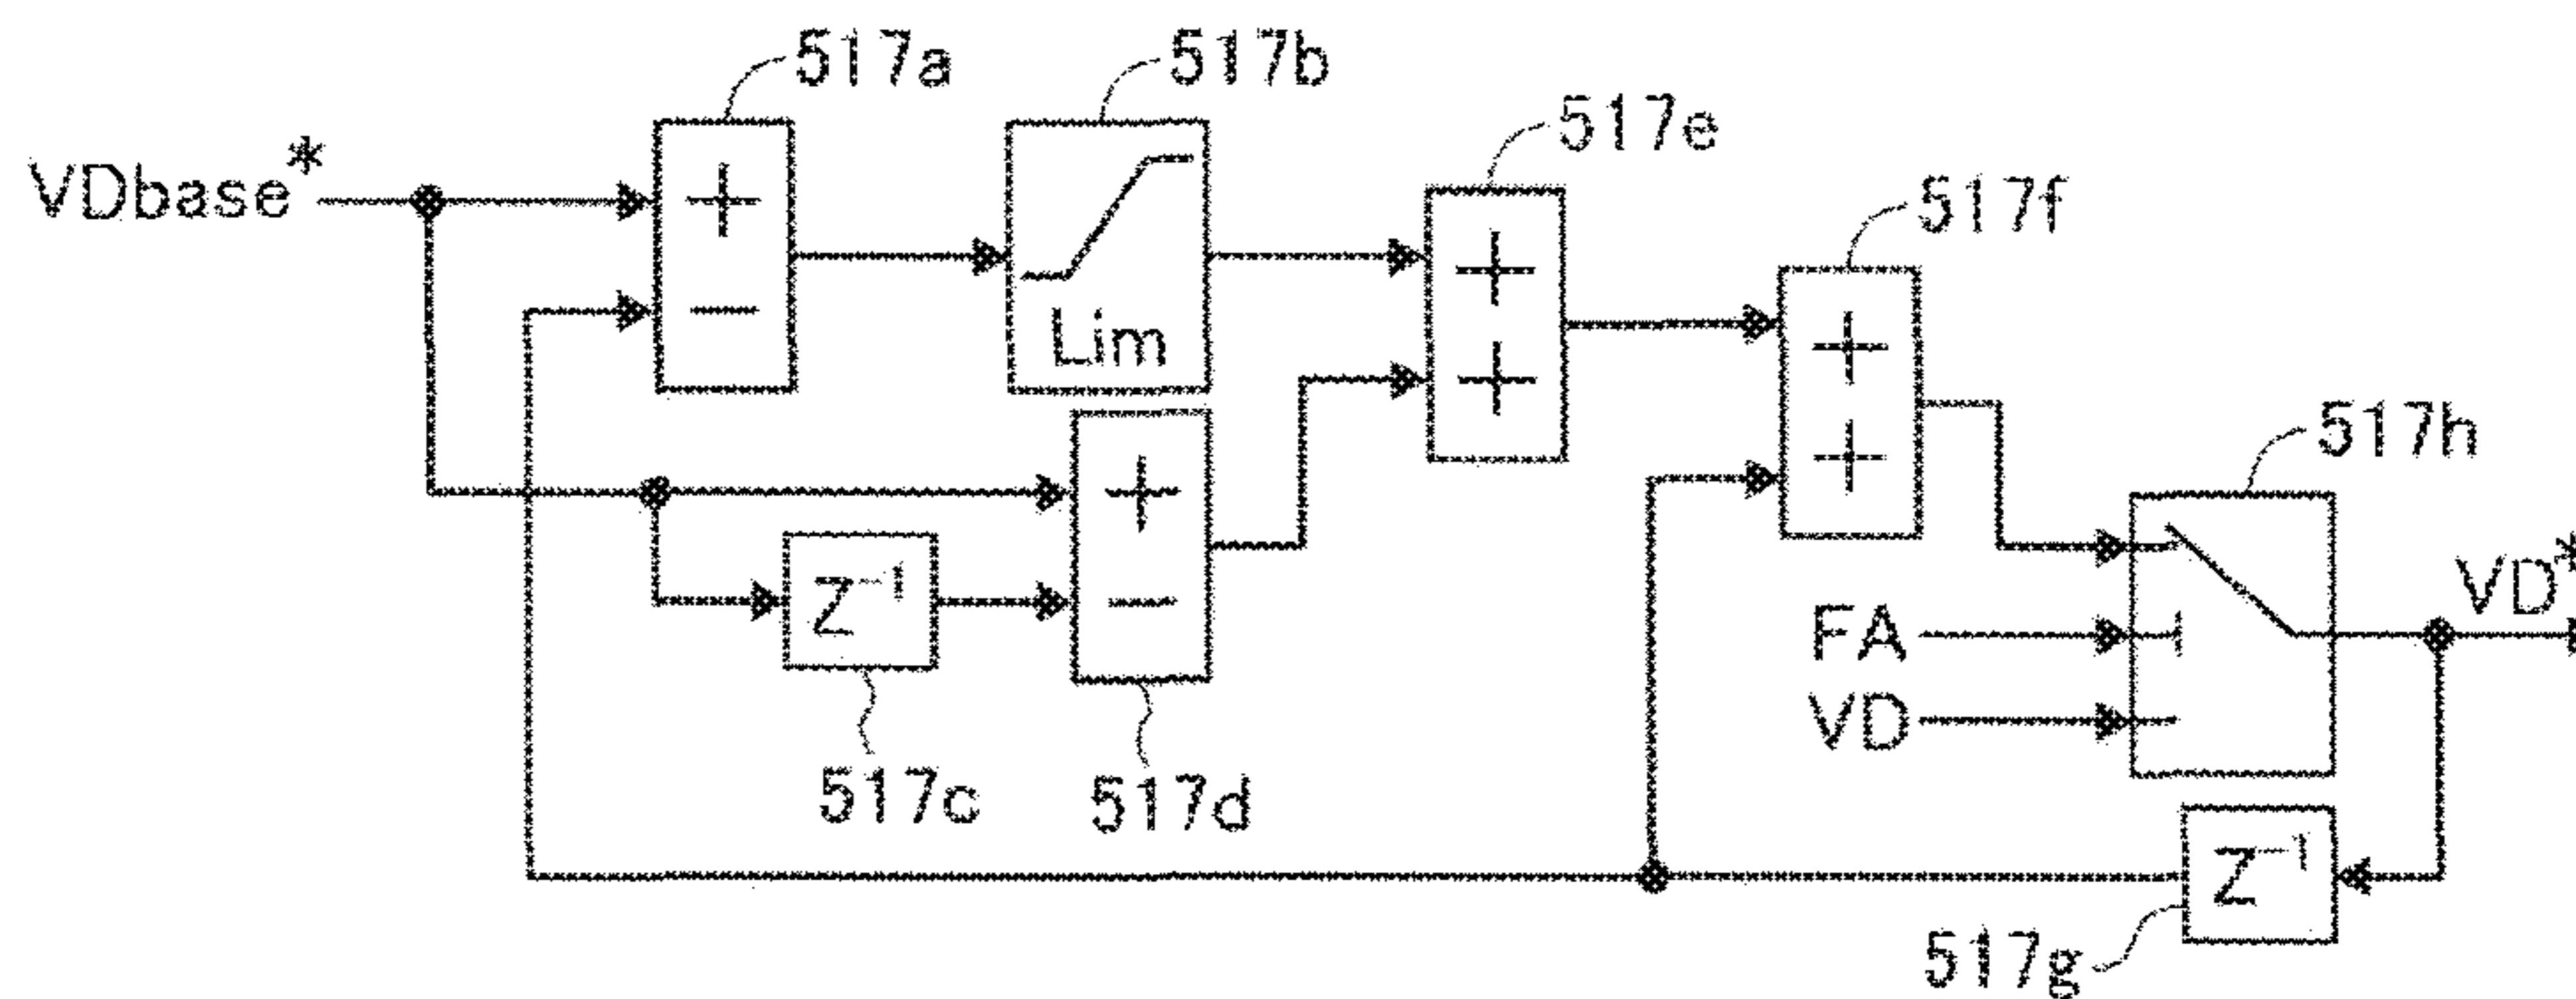 517a
517b
517e
517f
VDbase*
+
−
Lim
+
+
+
+
517h
+
−
Z⁻¹
FA
VD
VD*
517c
517d
Z⁻¹
517g